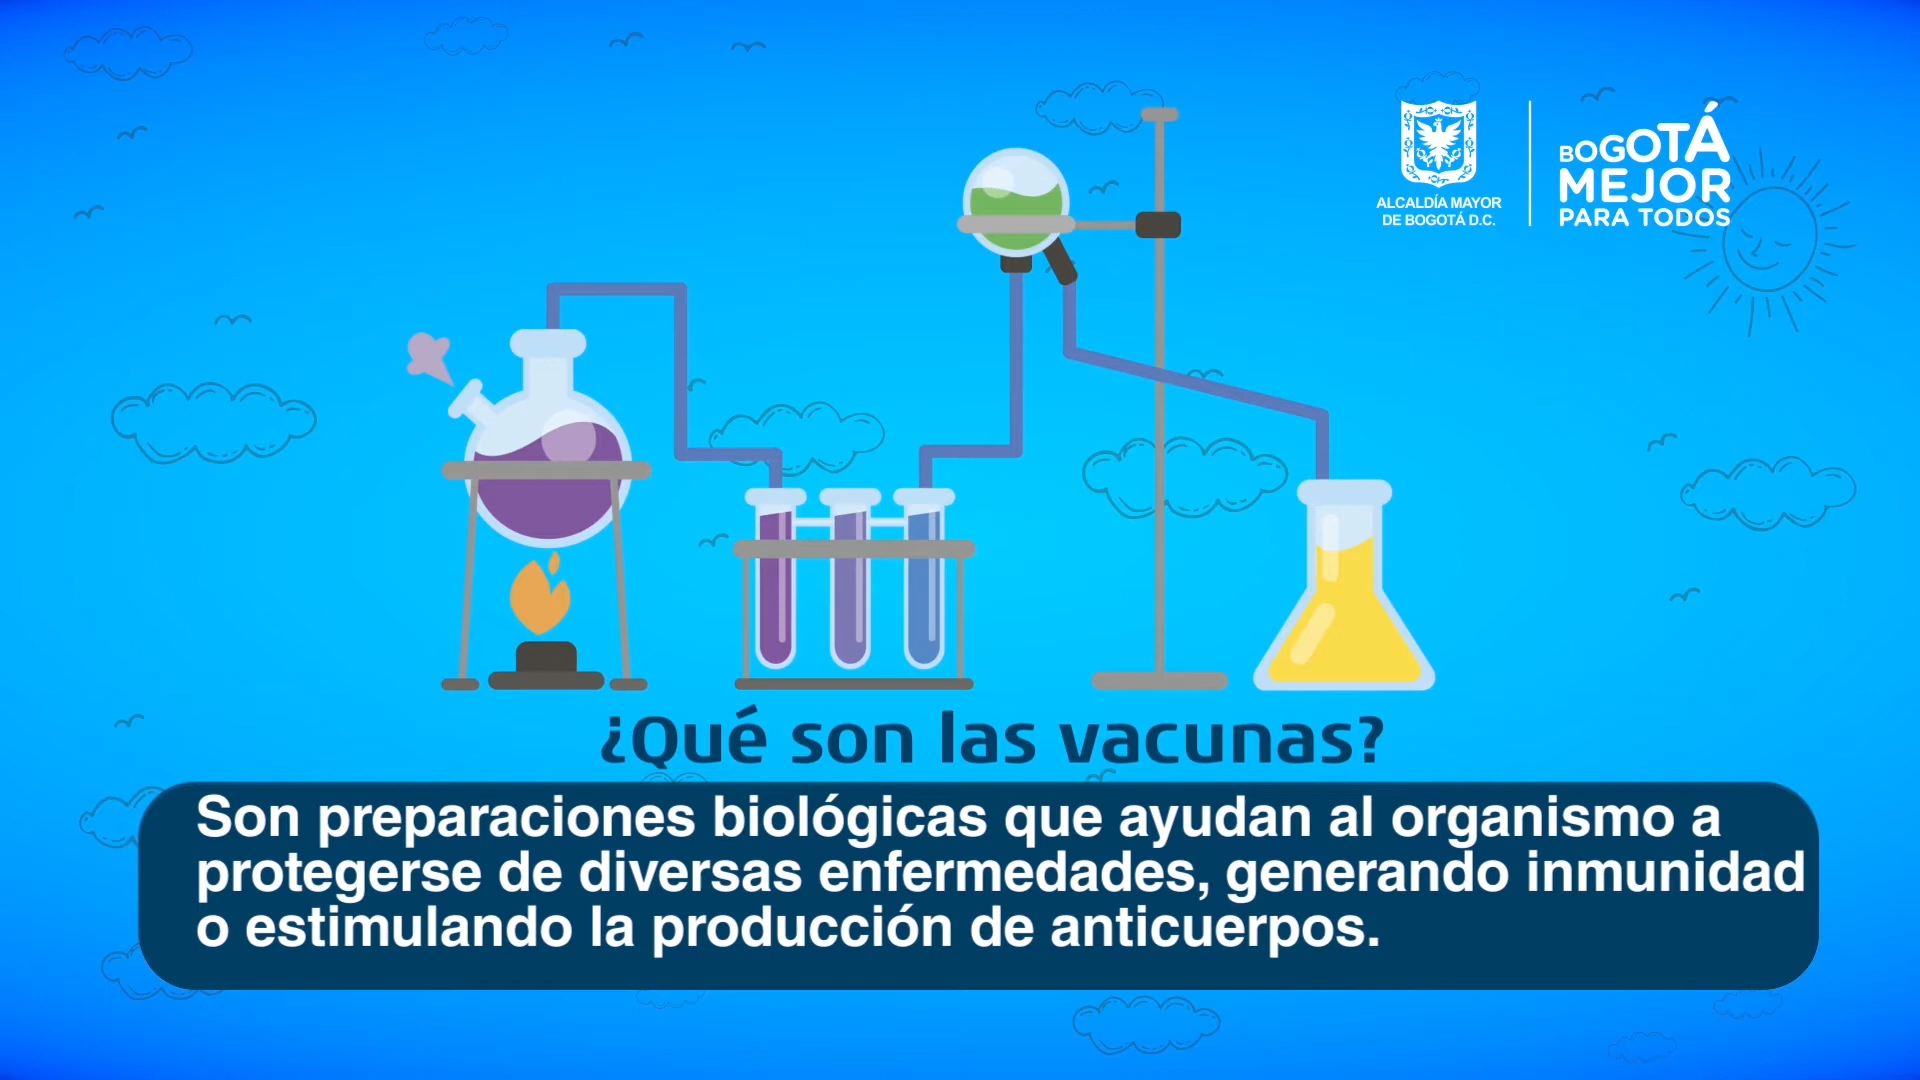 ALCALDÍA MAYOR
DE BOGOTÁ D.C.
BOGOTÁ
MEJOR
PARA TODOS
¿Qué son las vacunas?
Son preparaciones biológicas que ayudan al organismo a
protegerse de diversas enfermedades, generando inmunidad
o estimulando la producción de anticuerpos.